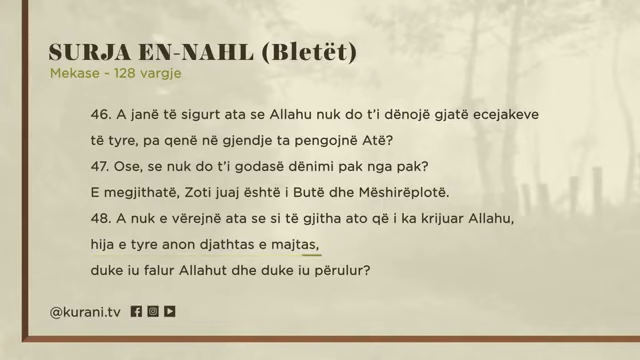 SURJA EN-NAHL (Bletët)
Mekase - 128 vargje
46. A janë të sigurt ata se Allahu nuk do t'i dënojë gjatë ecejakeve
të tyre, pa qenë në gjendje ta pengojnë Atë?
47. Ose, se nuk do t'i godasë dënimi pak nga pak?
E megjithatë, Zoti juaj është i Butë dhe Mëshirëplotë.
48. A nuk e vërejnë ata se si të gjitha ato që i ka krijuar Allahu,
hija e tyre anon djathtas e majtas,
duke iu falur Allahut dhe duke iu përulur?
@kurani.tv